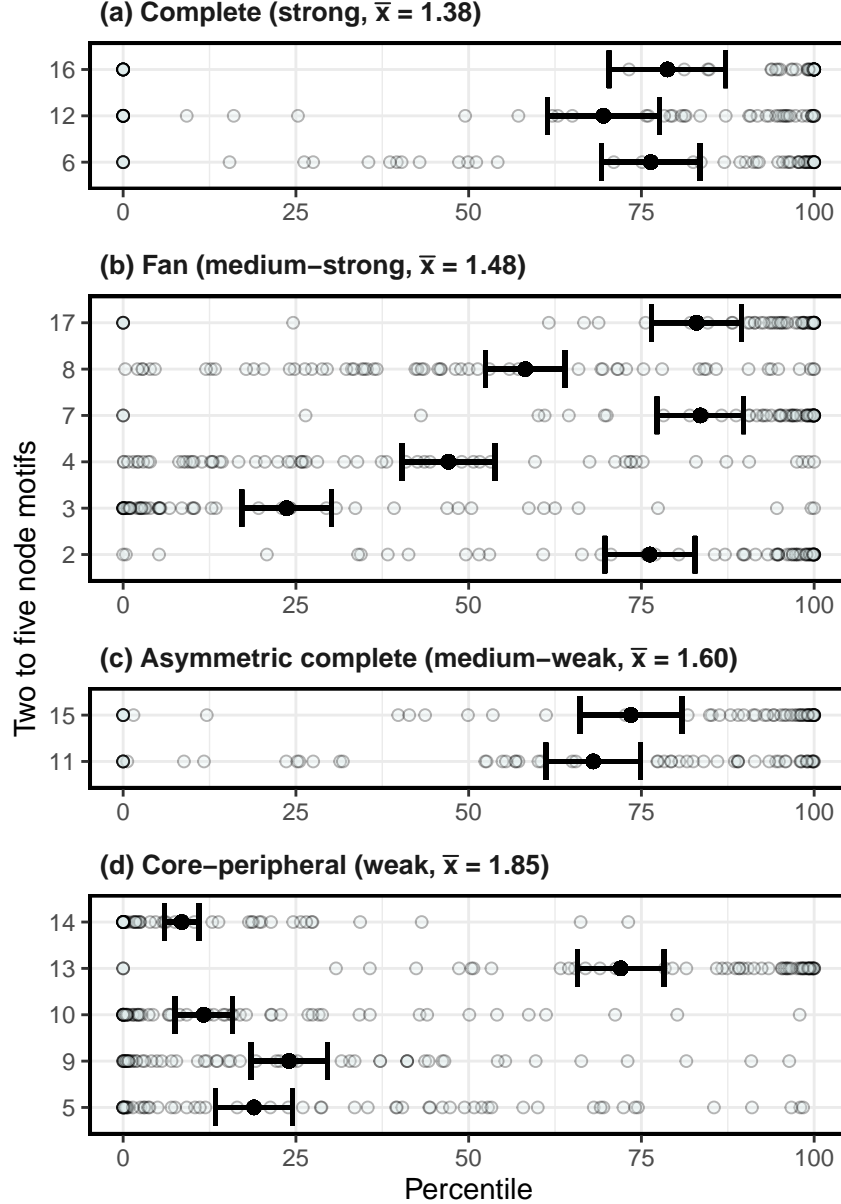 (a) Complete (strong, x̅ = 1.38)
16
12
6
0 25 50 75 100
(b) Fan (medium−strong, x̅ = 1.48)
17
8
7
4
3
2
0 25 50 75 100
Two to five node motifs
(c) Asymmetric complete (medium−weak, x̅ = 1.60)
15
11
0 25 50 75 100
(d) Core−peripheral (weak, x̅ = 1.85)
14
13
10
9
5
0 25 50 75 100
Percentile